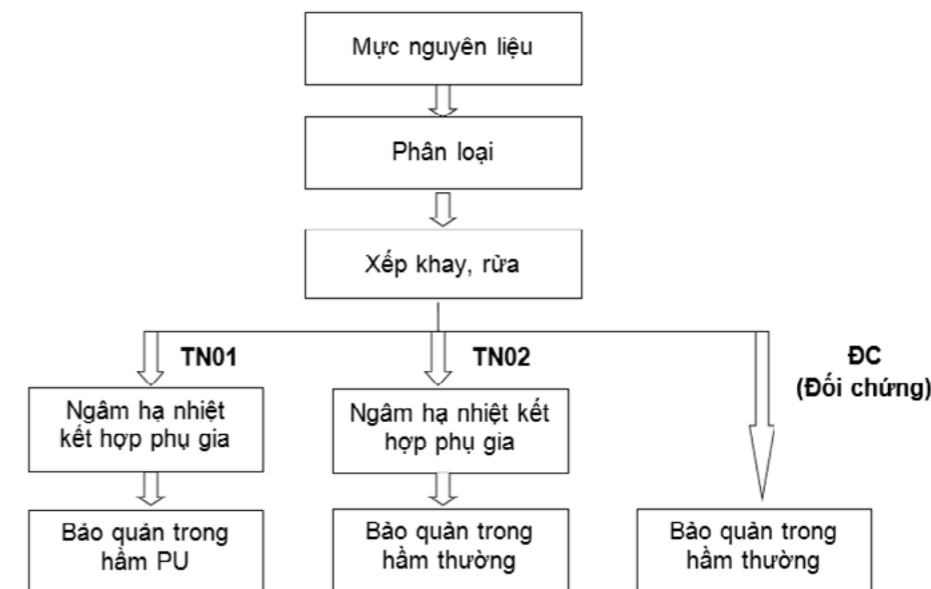 Mực nguyên liệu
Phân loại
Xếp khay, rửa
TN01
TN02
ĐC
(Đối chứng)
Ngâm hạ nhiệt
kết hợp phụ gia
Ngâm hạ nhiệt kết
hợp phụ gia
Bảo quản trong
hầm PU
Bảo quản trong
hầm thường
Bảo quản trong
hầm thường